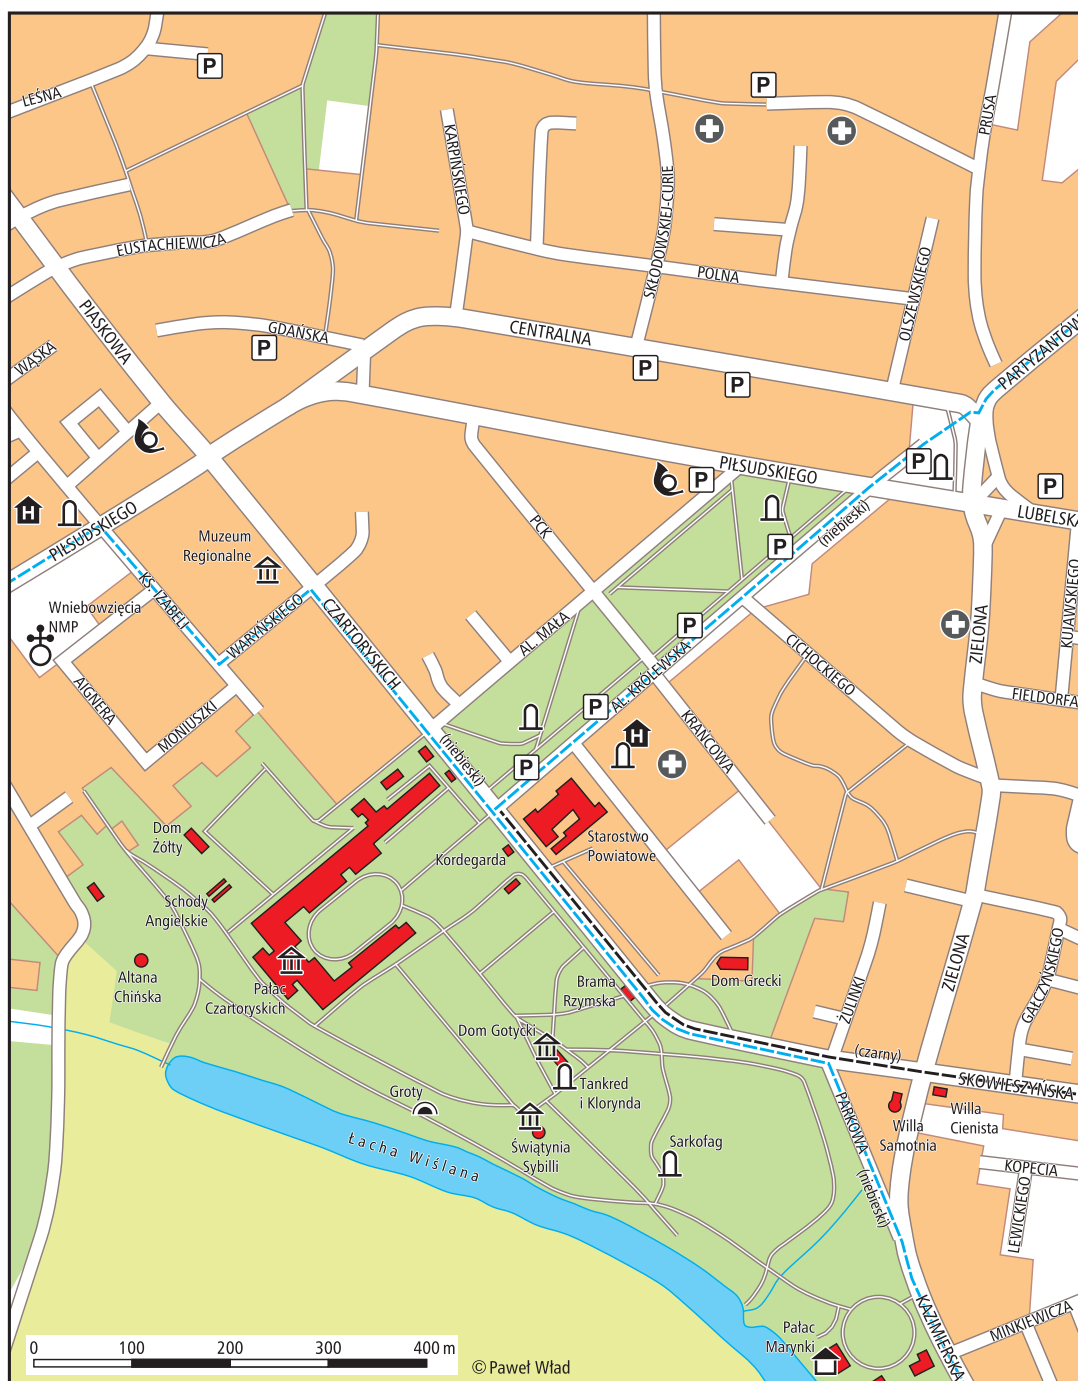 LEŚNA
P
P
PRUSA
KARPIŃSKIEGO
SKŁODOWSKIEJ-CURIE
EUSTACHIEWICZA
POLNA
OLSZEWSKIEGO
PIASKOWA
GDAŃSKA
P
CENTRALNA
P
P
PARTYZANTÓW
WĄSKA
PIŁSUDSKIEGO
P
P
P
LUBELSKA
H
PIŁSUDSKIEGO
Muzeum
Regionalne
PCK
(niebieski)
P
KS. IZABELI
WARYŃSKIEGO
Wniebowzięcia
NMP
CZARTORYSKICH
AL. MAŁA
P
AL. KRÓLEWSKA
CICHOCKIEGO
ZIELONA
KUJAWSKIEGO
FIELDORFA
AIGNERA
MONIUSZKI
P
H
KRAŃCOWA
(niebieski)
P
Dom
Żółty
Kordegarda
Starostwo
Powiatowe
Schody
Angielskie
Altana
Chińska
Pałac
Czartoryskich
Brama
Rzymska
Dom Grecki
ŻULINKI
ZIELONA
GAŁCZYŃSKIEGO
Dom Gotycki
(czarny)
SKOWIESZYŃSKA
Groty
Tankred
i Klorynda
PARKOWA
Willa
Samotnia
Willa
Cienista
Łacha Wiślana
Świątynia
Sybilli
Sarkofag
(niebieski)
KOPECIA
LEWICKIEGO
KAZIMIERSKA
MINKIEWICZA
Pałac
Marynki
0 100 200 300 400 m
© Paweł Wład